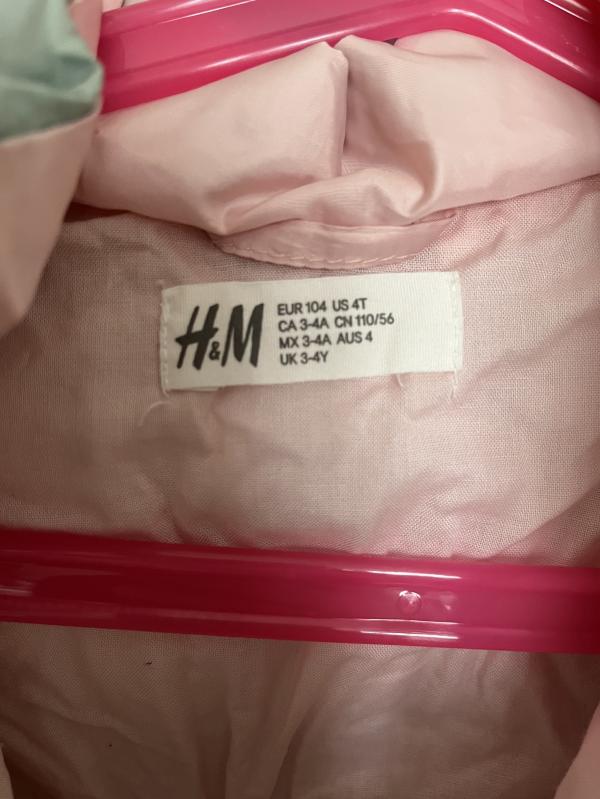 H&M
EUR 104 US 4T
CA 3-4A CN 110/56
MX 3-4A AUS 4
UK 3-4Y